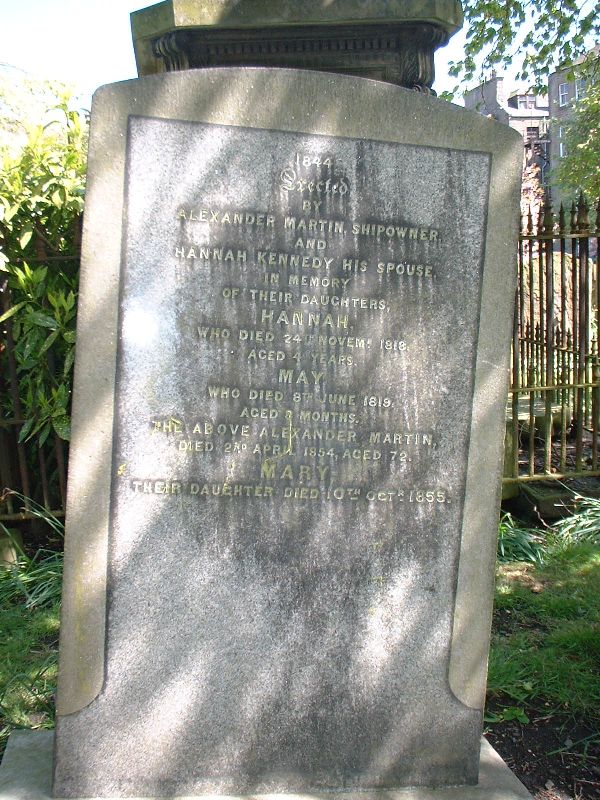 1844
Erected
BY
ALEXANDER MARTIN, SHIPOWNER,
AND
HANNAH KENNEDY HIS SPOUSE,
IN MEMORY
OF THEIR DAUGHTERS,
HANNAH,
WHO DIED 24TH NOVEMR 1818,
AGED 4 YEARS.
MAY,
WHO DIED 8TH JUNE 1819,
AGED MONTHS.
THE ABOVE ALEXANDER MARTIN,
DIED 2ND APRIL 1854, AGED 72.
MARY,
THEIR DAUGHTER DIED 10TH OCTR 1855.